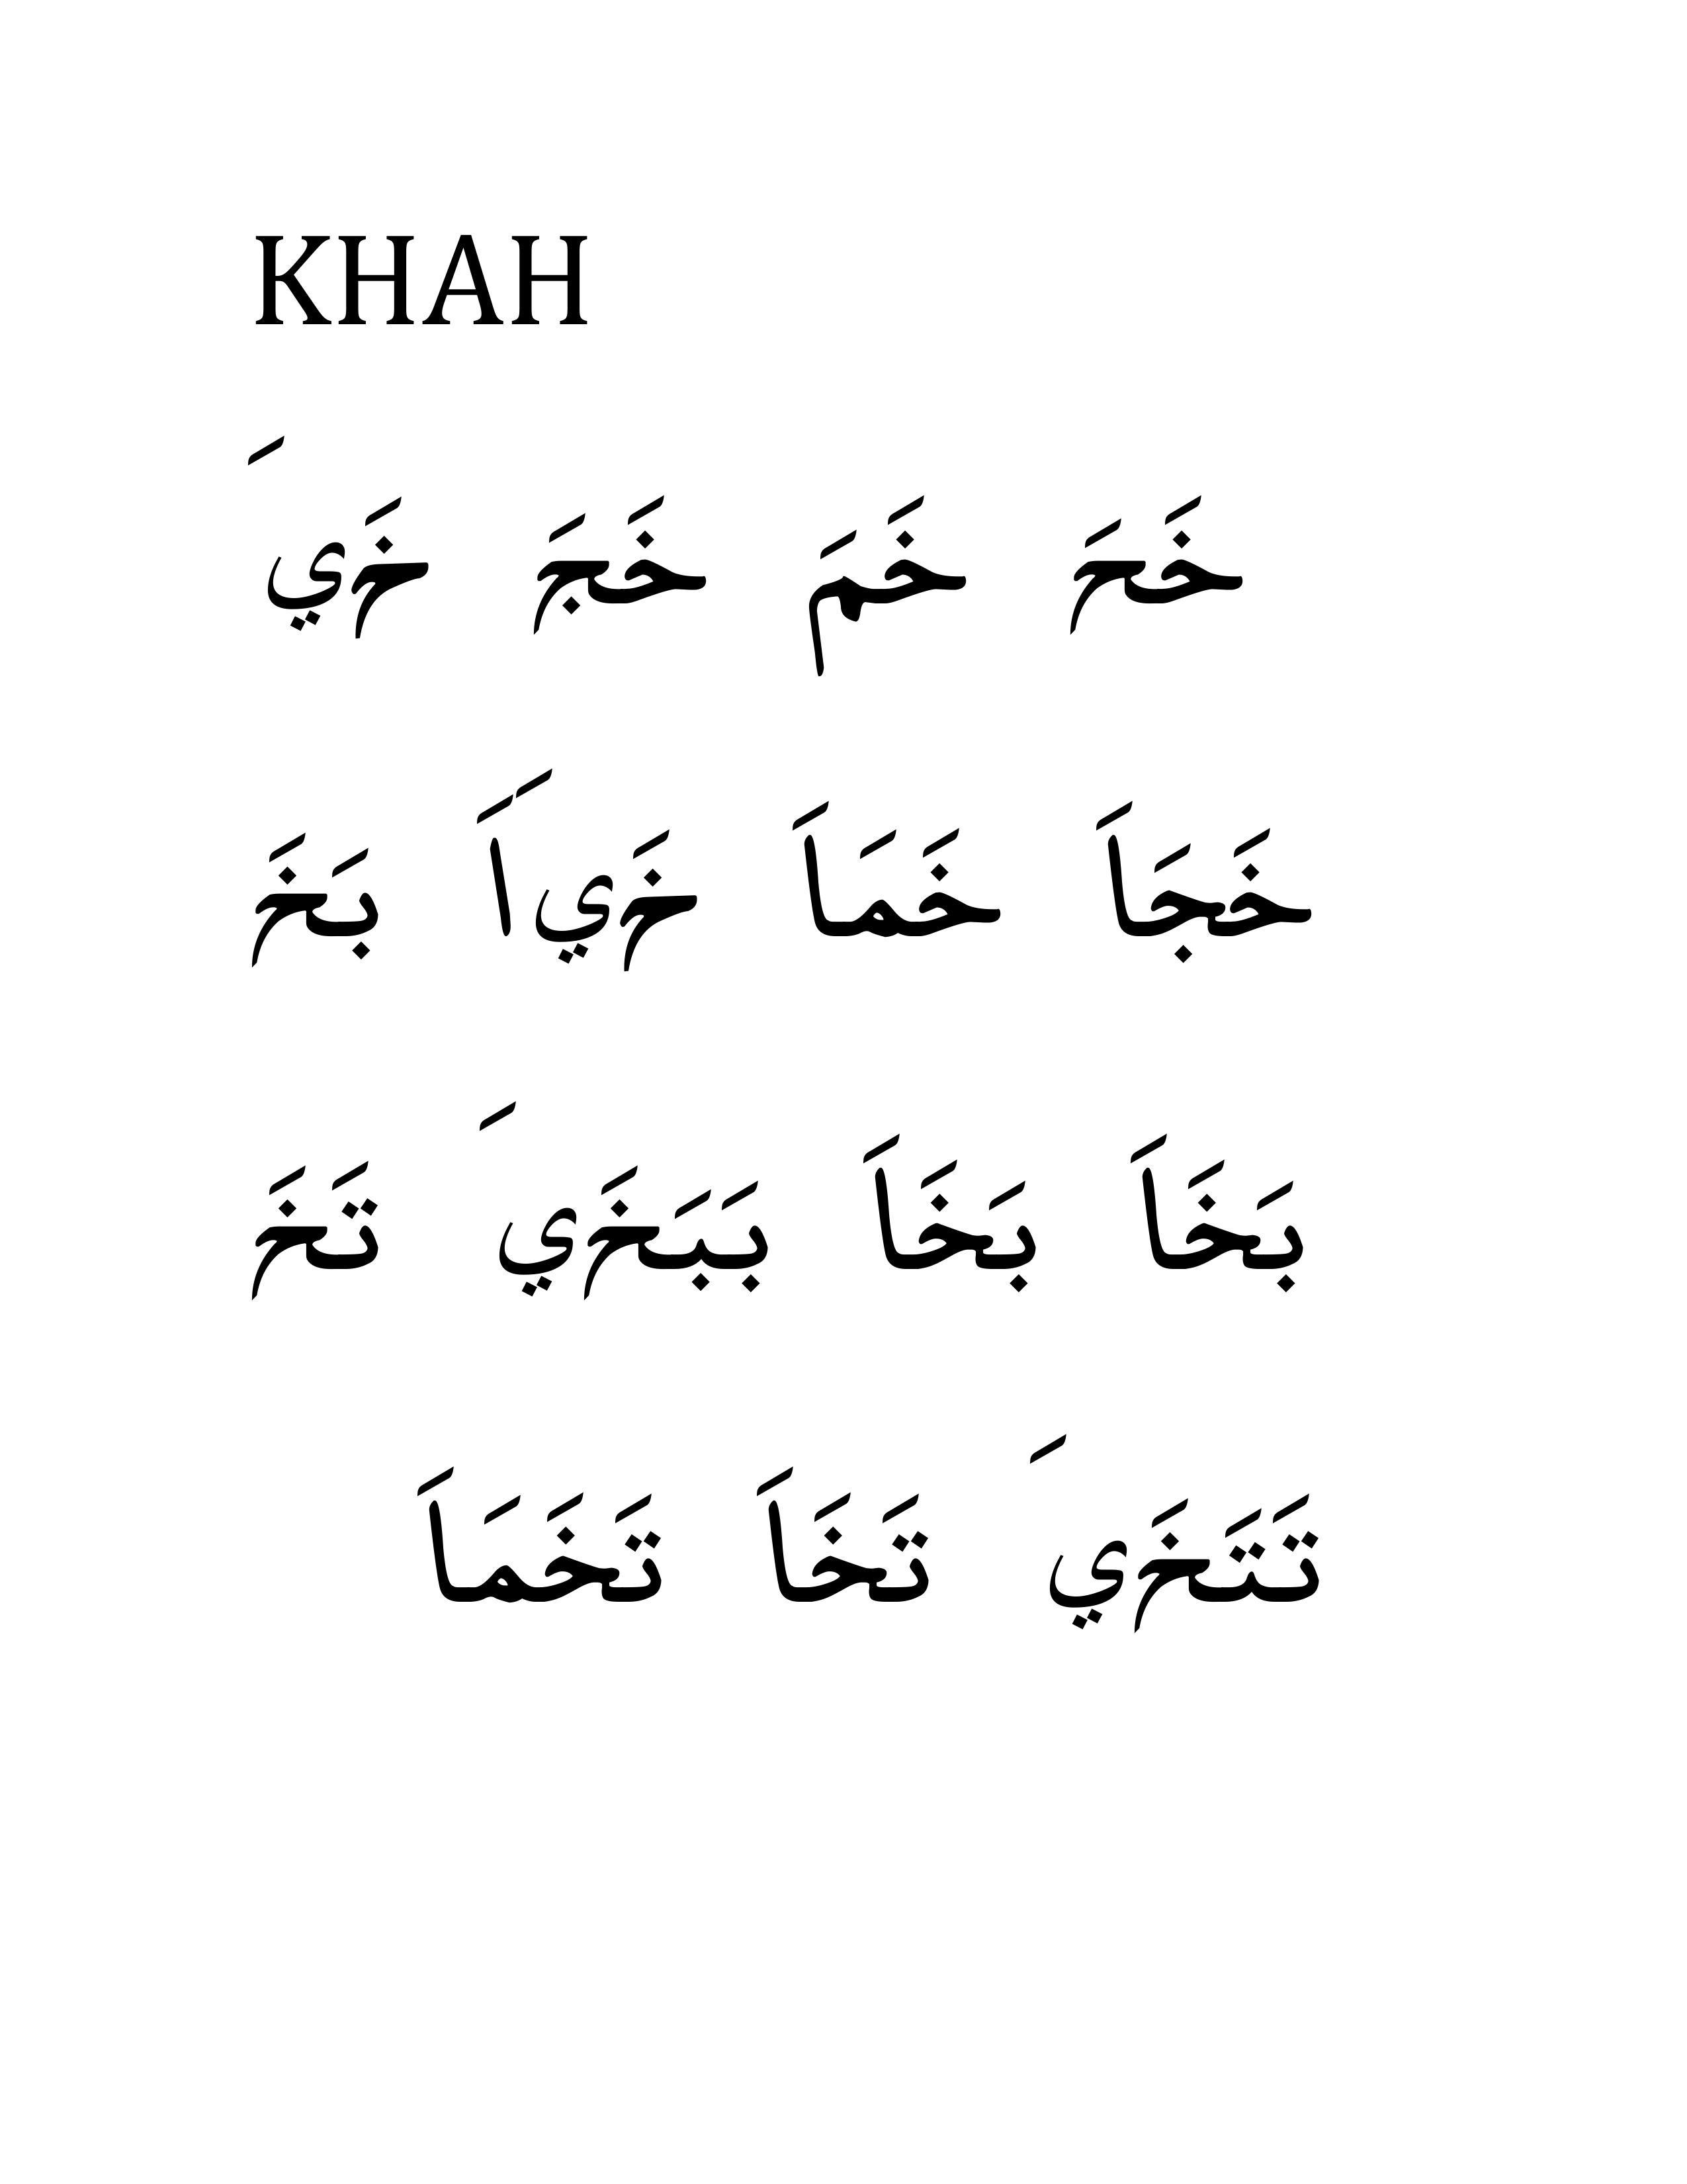 KHAH
خَحَ خَمَ خَجَ خَيَ
خَجَاَ خَمَاَ خَيَاَ بَخَ
بَخَاَ بَخَاَ بَبَخَيَ تَخَ
تَتَخَيَ تَخَاَ تَخَمَاَ